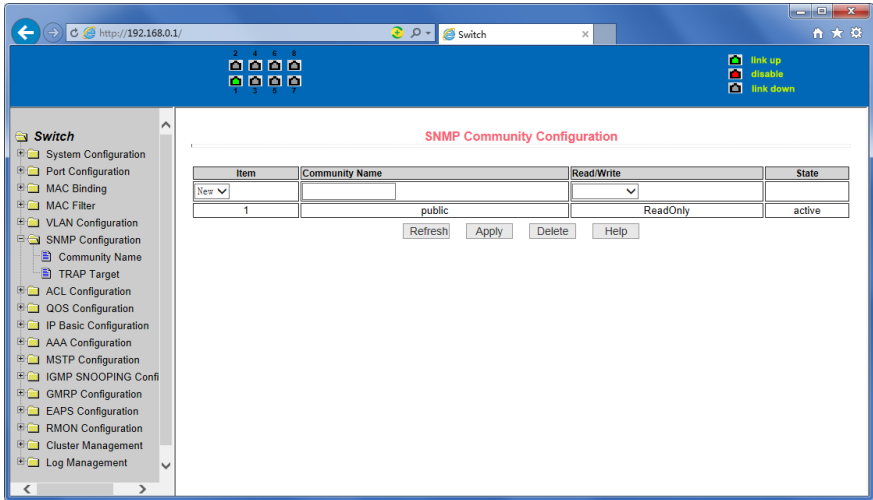 http://192.168.0.1/
Switch
2 4 6 8
1 3 5 7
link up
disable
link down
Switch
System Configuration
Port Configuration
MAC Binding
MAC Filter
VLAN Configuration
SNMP Configuration
Community Name
TRAP Target
ACL Configuration
QOS Configuration
IP Basic Configuration
AAA Configuration
MSTP Configuration
IGMP SNOOPING Confi
GMRP Configuration
EAPS Configuration
RMON Configuration
Cluster Management
Log Management
SNMP Community Configuration
Item Community Name Read/Write State
New
1 public ReadOnly active
Refresh Apply Delete Help